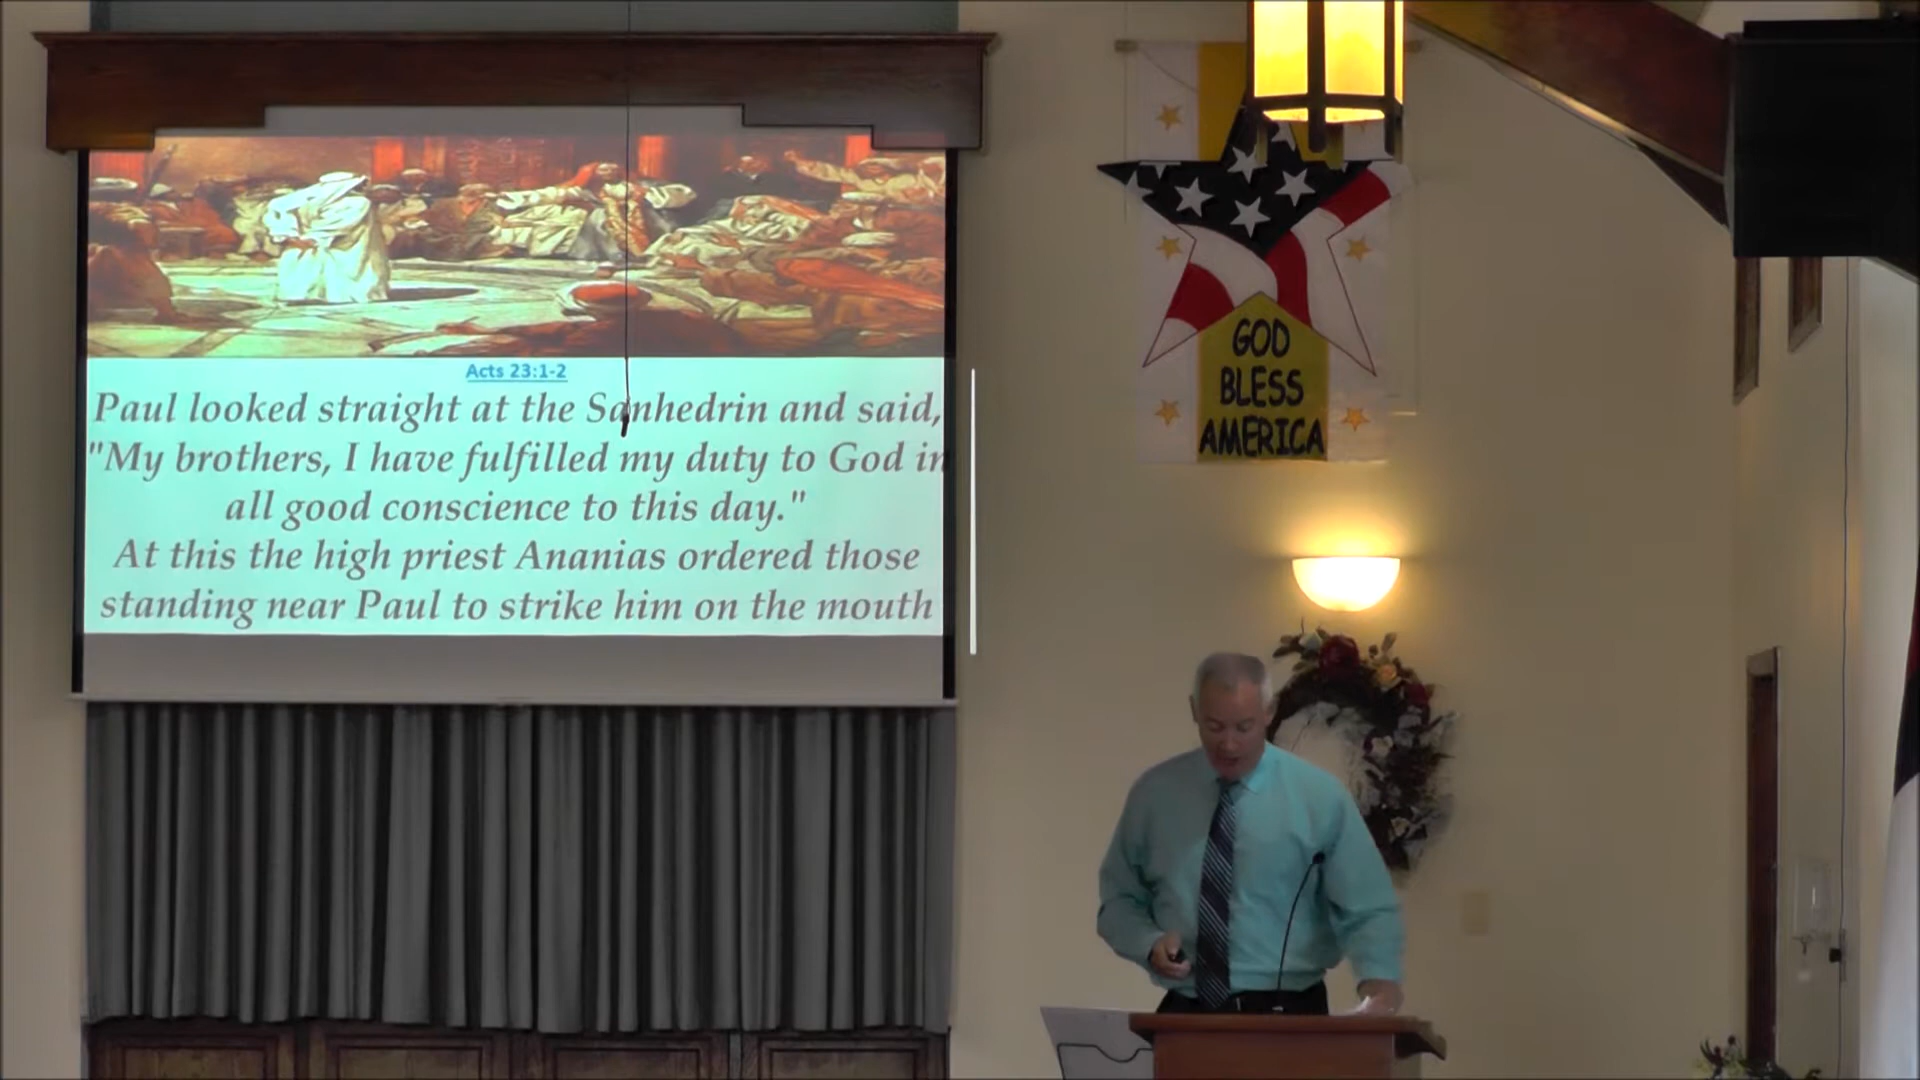 Acts 23:1-2
Paul looked straight at the Sanhedrin and said,
"My brothers, I have fulfilled my duty to God in
all good conscience to this day."
At this the high priest Ananias ordered those
standing near Paul to strike him on the mouth
GOD
BLESS
AMERICA